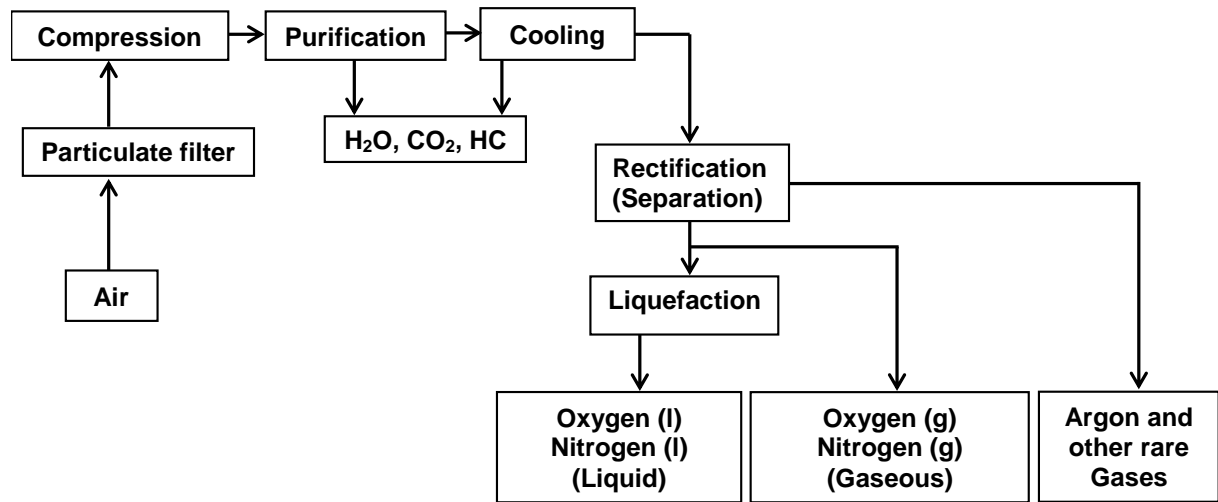 Compression
Purification
Cooling
Particulate filter
H₂O, CO₂, HC
Rectification
(Separation)
Air
Liquefaction
Oxygen (l)
Nitrogen (l)
(Liquid)
Oxygen (g)
Nitrogen (g)
(Gaseous)
Argon and
other rare
Gases